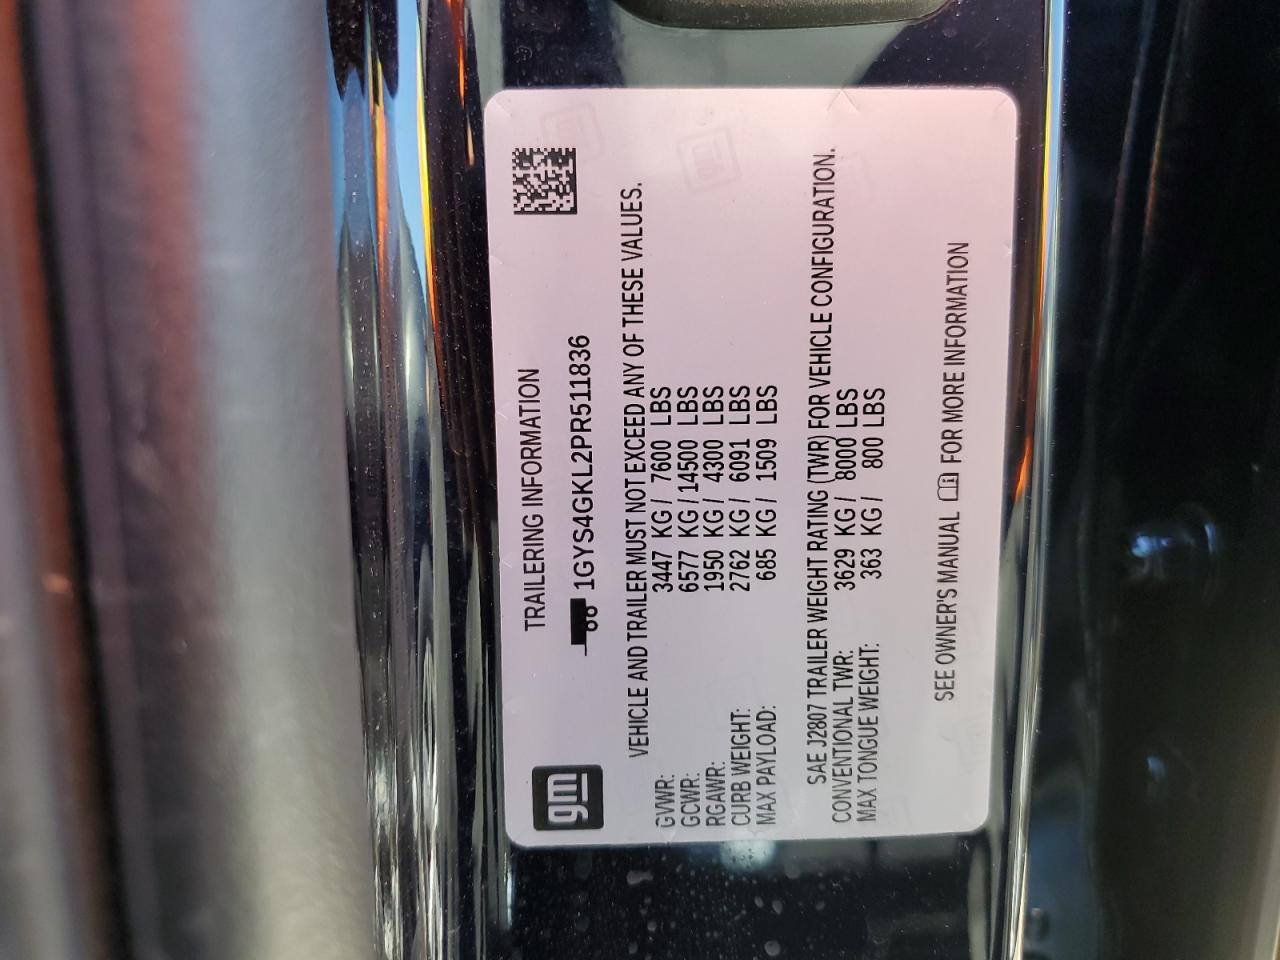 gm
TRAILERING INFORMATION
1GYS4GKL2PR511836
VEHICLE AND TRAILER MUST NOT EXCEED ANY OF THESE VALUES.
GVWR: 3447 KG / 7600 LBS
GCWR: 6577 KG / 14500 LBS
RGAWR: 1950 KG / 4300 LBS
CURB WEIGHT: 2762 KG / 6091 LBS
MAX PAYLOAD: 685 KG / 1509 LBS
SAE J2807 TRAILER WEIGHT RATING (TWR) FOR VEHICLE CONFIGURATION.
CONVENTIONAL TWR: 3629 KG / 8000 LBS
MAX TONGUE WEIGHT: 363 KG / 800 LBS
SEE OWNER'S MANUAL FOR MORE INFORMATION